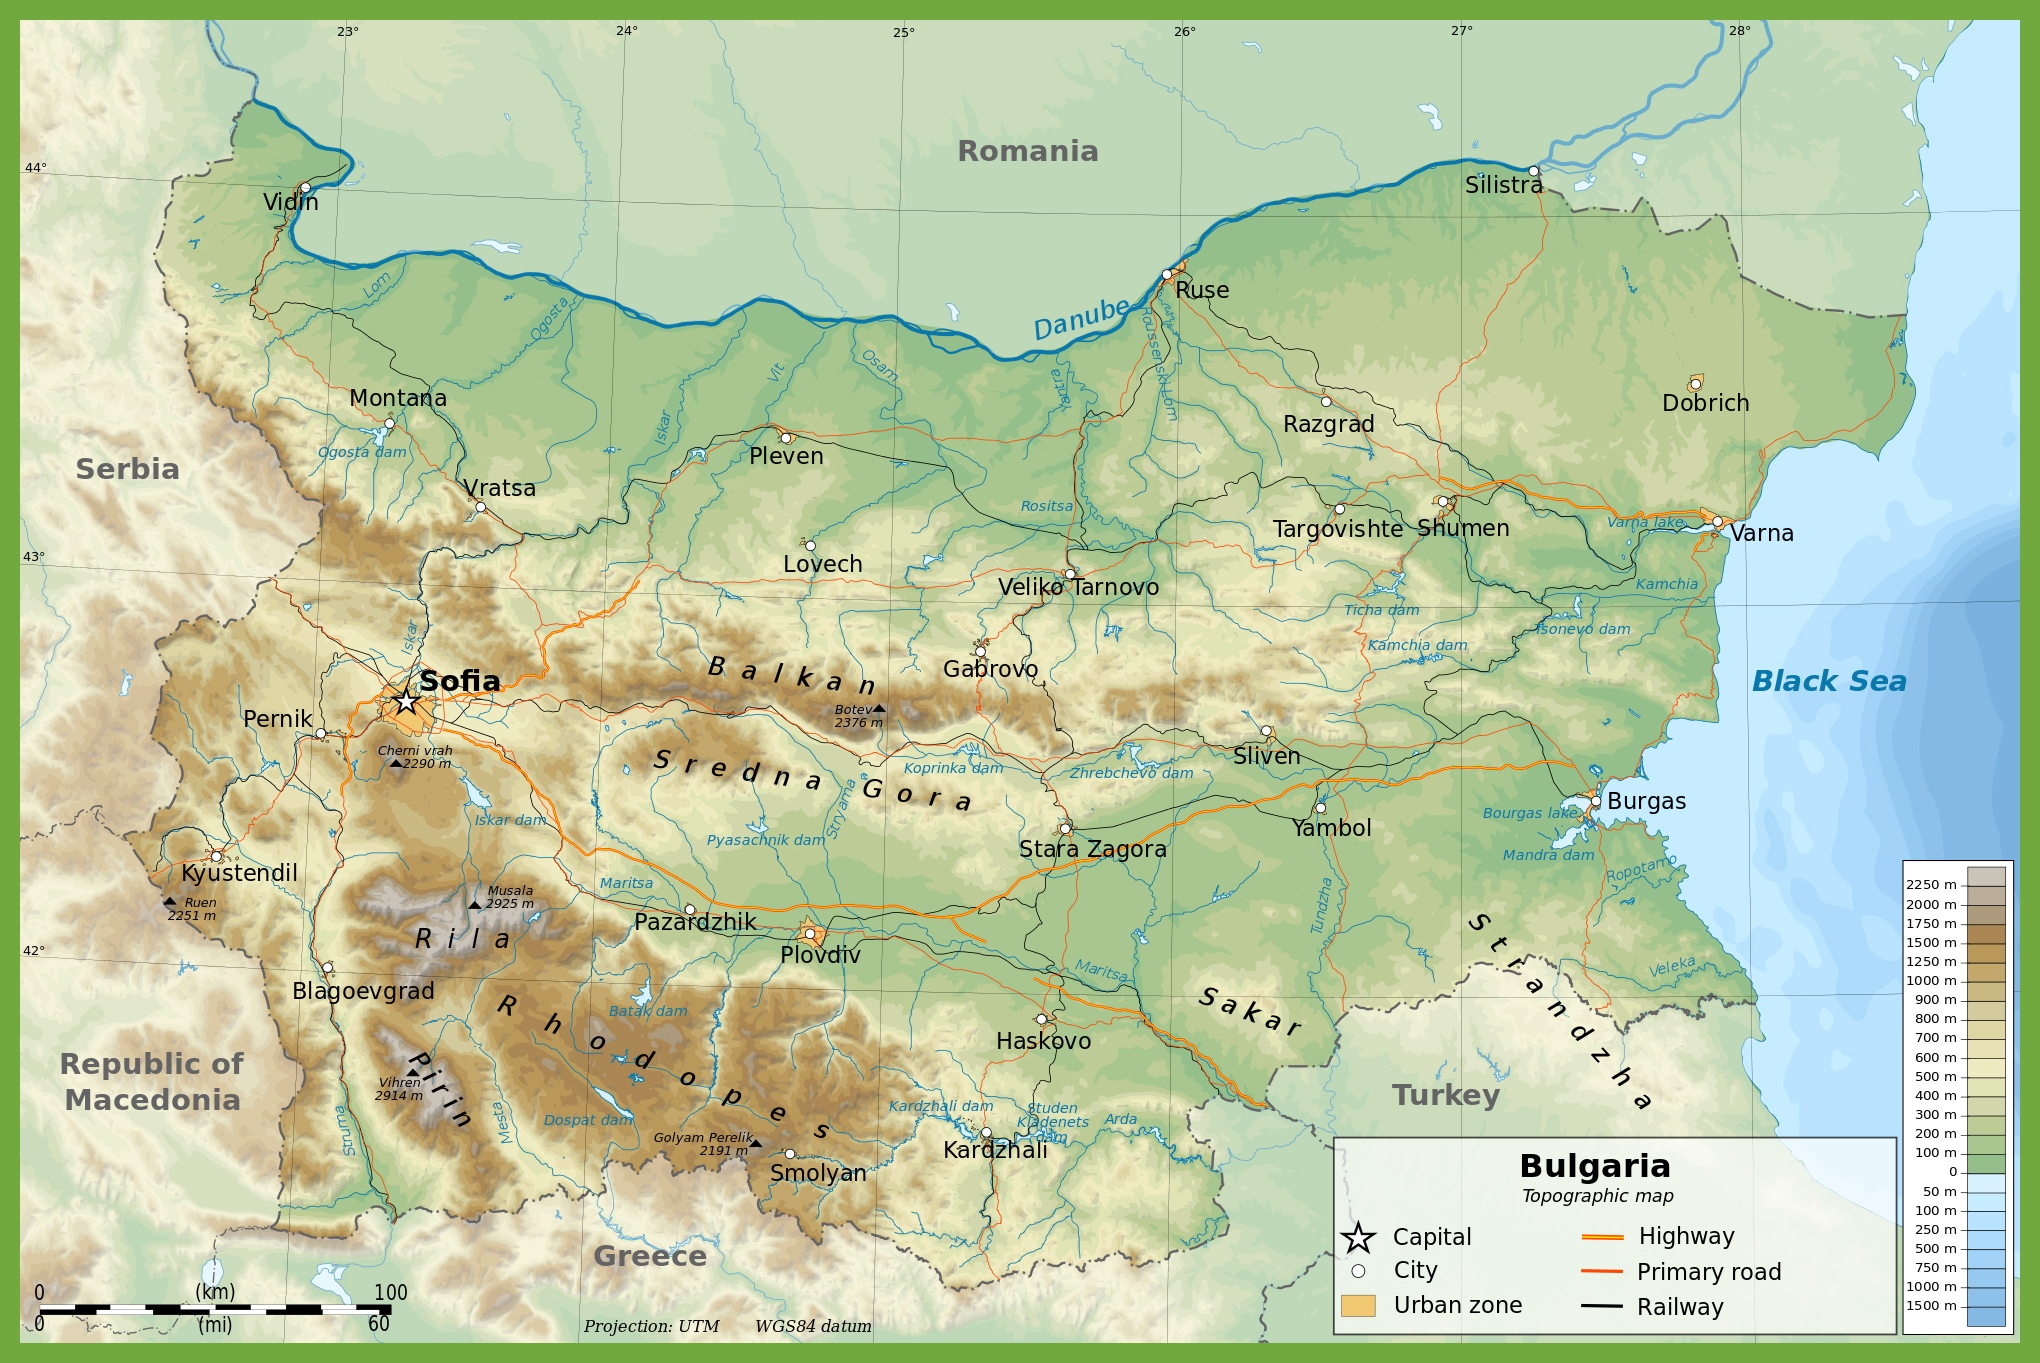 23°
24°
25°
26°
27°
28°
44°
43°
42°
Romania
Serbia
Republic of
Macedonia
Greece
Turkey
Black Sea
Danube
Vidin
Silistra
Ruse
Lom
Ogosta
Vit
Osam
Iskar
Yantra
Roussenski Lom
Montana
Ogosta dam
Vratsa
Pleven
Razgrad
Dobrich
Lovech
Rositsa
Targovishte
Shumen
Varna lake
Varna
Veliko Tarnovo
Kamchia
Ticha dam
Tsonevo dam
Kamchia dam
Iskar
Gabrovo
Balkan
Botev
2376 m
Sofia
Pernik
Cherni vrah
2290 m
Sredna Gora
Koprinka dam
Zhrebchevo dam
Sliven
Iskar dam
Pyasachnik dam
Stryama
Stara Zagora
Yambol
Burgas
Bourgas lake
Mandra dam
Ropotamo
Kyustendil
Ruen
2251 m
Musala
2925 m
Rila
Maritsa
Pazardzhik
Plovdiv
Tundzha
Strandzha
Veleka
Blagoevgrad
Rhodopes
Batak dam
Maritsa
Sakar
Haskovo
Pirin
Vihren
2914 m
Struma
Mesta
Dospat dam
Golyam Perelik
2191 m
Smolyan
Kardzhali dam
Studen
Kladenets
dam
Arda
Kardzhali
0 (km) 100
0 (mi) 60
Projection: UTM WGS84 datum
Bulgaria
Topographic map
Capital
City
Urban zone
Highway
Primary road
Railway
2250 m
2000 m
1750 m
1500 m
1250 m
1000 m
900 m
800 m
700 m
600 m
500 m
400 m
300 m
200 m
100 m
0
50 m
100 m
250 m
500 m
750 m
1000 m
1500 m